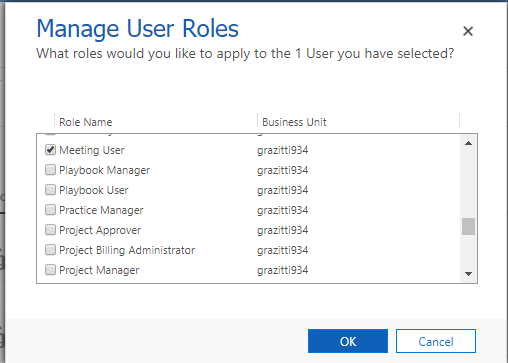 Manage User Roles
What roles would you like to apply to the 1 User you have selected?
Role Name Business Unit
Meeting User grazitti934
Playbook Manager grazitti934
Playbook User grazitti934
Practice Manager grazitti934
Project Approver grazitti934
Project Billing Administrator grazitti934
Project Manager grazitti934
OK Cancel